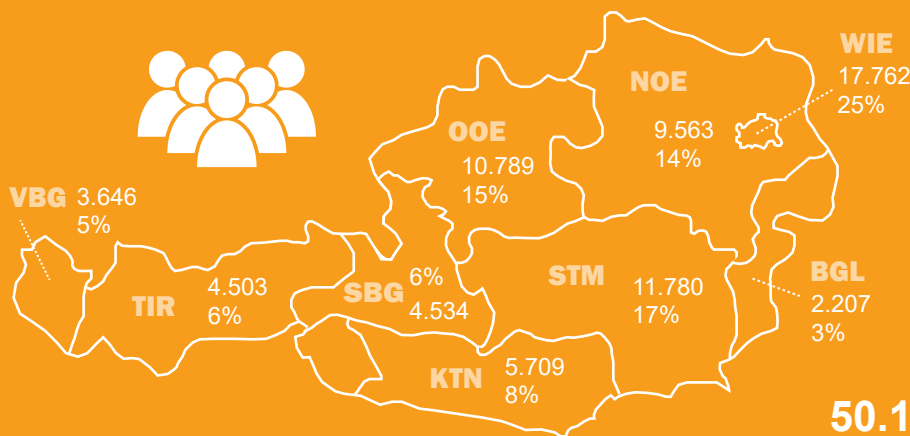 WIE
17.762
25%
NOE
9.563
14%
OOE
10.789
15%
VBG 3.646
5%
TIR
4.503
6%
SBG
6%
4.534
STM
11.780
17%
BGL
2.207
3%
KTN
5.709
8%
50.1